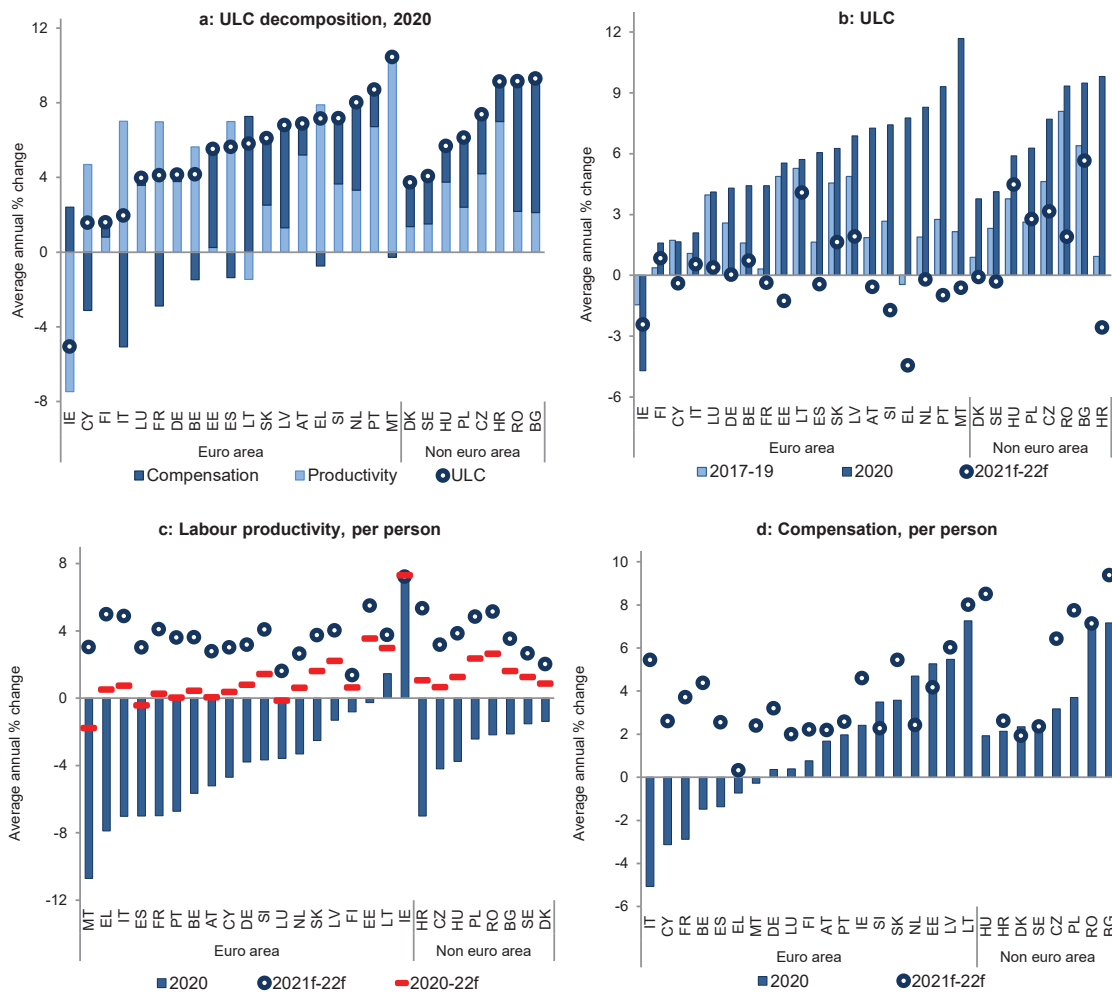 a: ULC decomposition, 2020
12
8
4
0
-4
-8
Average annual % change
IE CY FI IT LU FR DE BE EE ES LT SK LV AT EL SI NL PT MT DK SE HU PL CZ HR RO BG
Euro area Non euro area
Compensation Productivity ULC
b: ULC
12
9
6
3
0
-3
-6
Average annual % change
IE FI CY IT LU DE BE FR EE LT ES SK LV AT SI EL NL PT MT DK SE HU PL CZ RO BG HR
Euro area Non euro area
2017-19 2020 2021f-22f
c: Labour productivity, per person
8
4
0
-4
-8
-12
Average annual % change
MT EL IT ES FR PT BE AT CY DE SI LU NL SK LV FI EE LT IE HR CZ HU PL RO BG SE DK
Euro area Non euro area
2020 2021f-22f 2020-22f
d: Compensation, per person
10
8
6
4
2
0
-2
-4
-6
Average annual % change
IT CY FR BE ES EL MT DE LU FI AT PT IE SI SK NL EE LV LT HU HR DK SE CZ PL RO BG
Euro area Non euro area
2020 2021f-22f